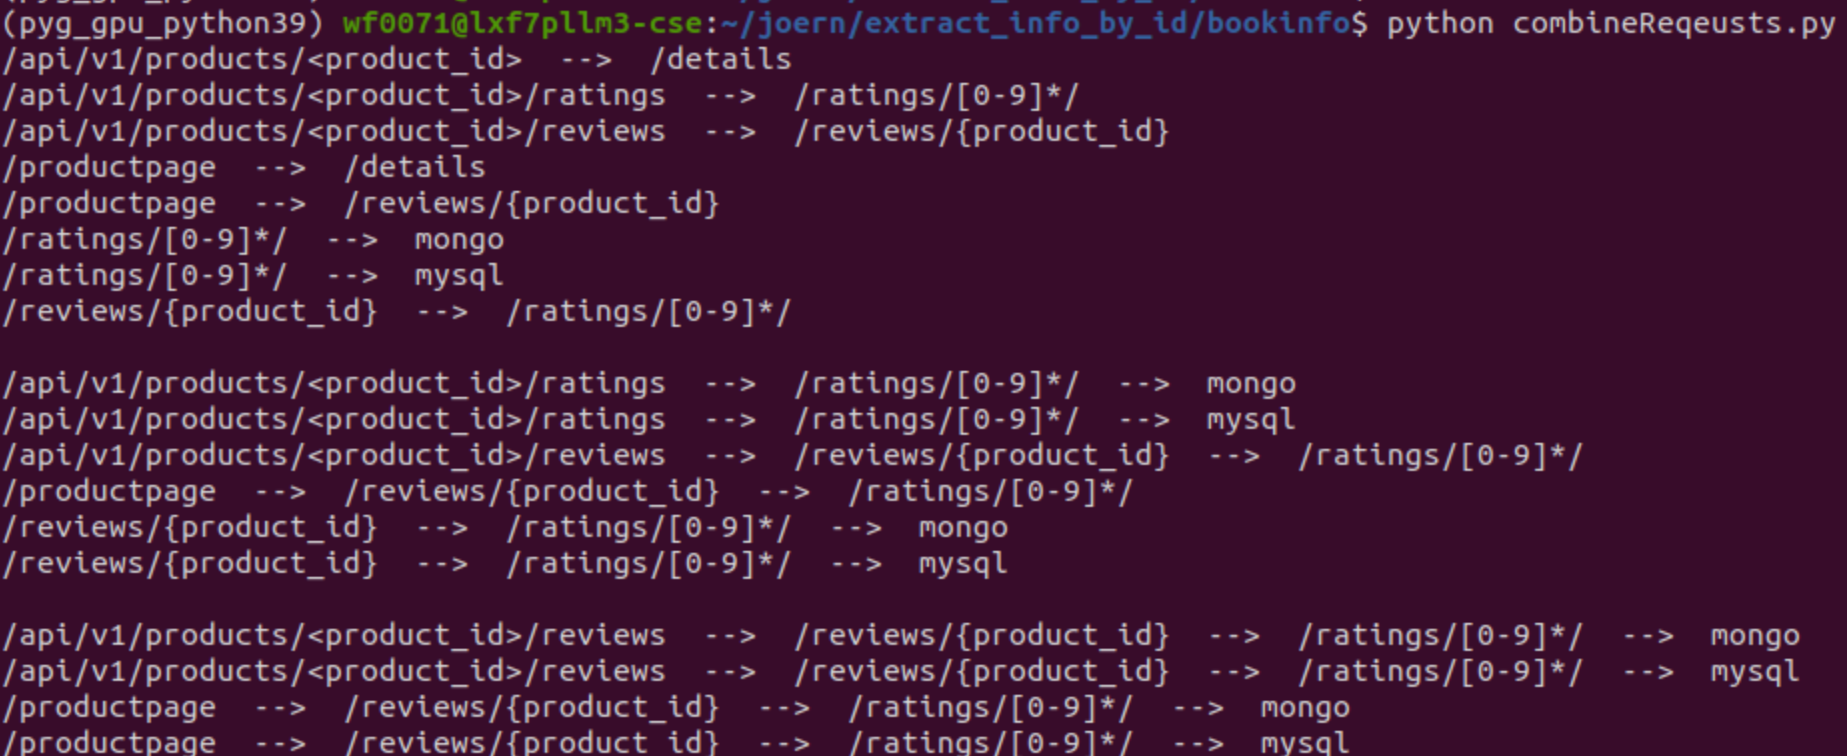 (pyg_gpu_python39) wf0071@lxf7pllm3-cse:~/joern/extract_info_by_id/bookinfo$ python combineReqeusts.py
/api/v1/products/<product_id>  -->  /details
/api/v1/products/<product_id>/ratings  -->  /ratings/[0-9]*/
/api/v1/products/<product_id>/reviews  -->  /reviews/{product_id}
/productpage  -->  /details
/productpage  -->  /reviews/{product_id}
/ratings/[0-9]*/  -->  mongo
/ratings/[0-9]*/  -->  mysql
/reviews/{product_id}  -->  /ratings/[0-9]*/
/api/v1/products/<product_id>/ratings  -->  /ratings/[0-9]*/  -->  mongo
/api/v1/products/<product_id>/ratings  -->  /ratings/[0-9]*/  -->  mysql
/api/v1/products/<product_id>/reviews  -->  /reviews/{product_id}  -->  /ratings/[0-9]*/
/productpage  -->  /reviews/{product_id}  -->  /ratings/[0-9]*/
/reviews/{product_id}  -->  /ratings/[0-9]*/  -->  mongo
/reviews/{product_id}  -->  /ratings/[0-9]*/  -->  mysql
/api/v1/products/<product_id>/reviews  -->  /reviews/{product_id}  -->  /ratings/[0-9]*/  -->  mongo
/api/v1/products/<product_id>/reviews  -->  /reviews/{product_id}  -->  /ratings/[0-9]*/  -->  mysql
/productpage  -->  /reviews/{product_id}  -->  /ratings/[0-9]*/  -->  mongo
/productpage  -->  /reviews/{product_id}  -->  /ratings/[0-9]*/  -->  mysql